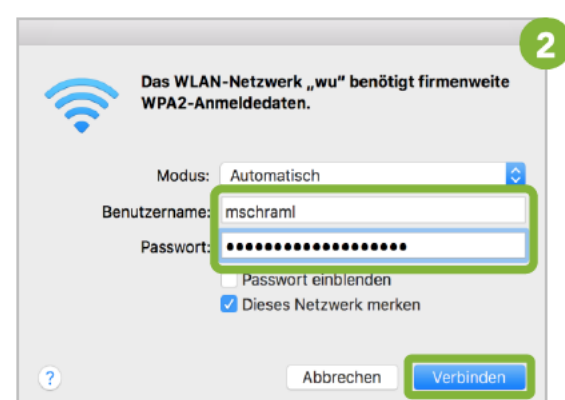 2
Das WLAN-Netzwerk „wu“ benötigt firmenweite
WPA2-Anmeldedaten.
Modus: Automatisch
Benutzername: mschraml
Passwort: •••••••••••••••••••
Passwort einblenden
Dieses Netzwerk merken
? Abbrechen Verbinden